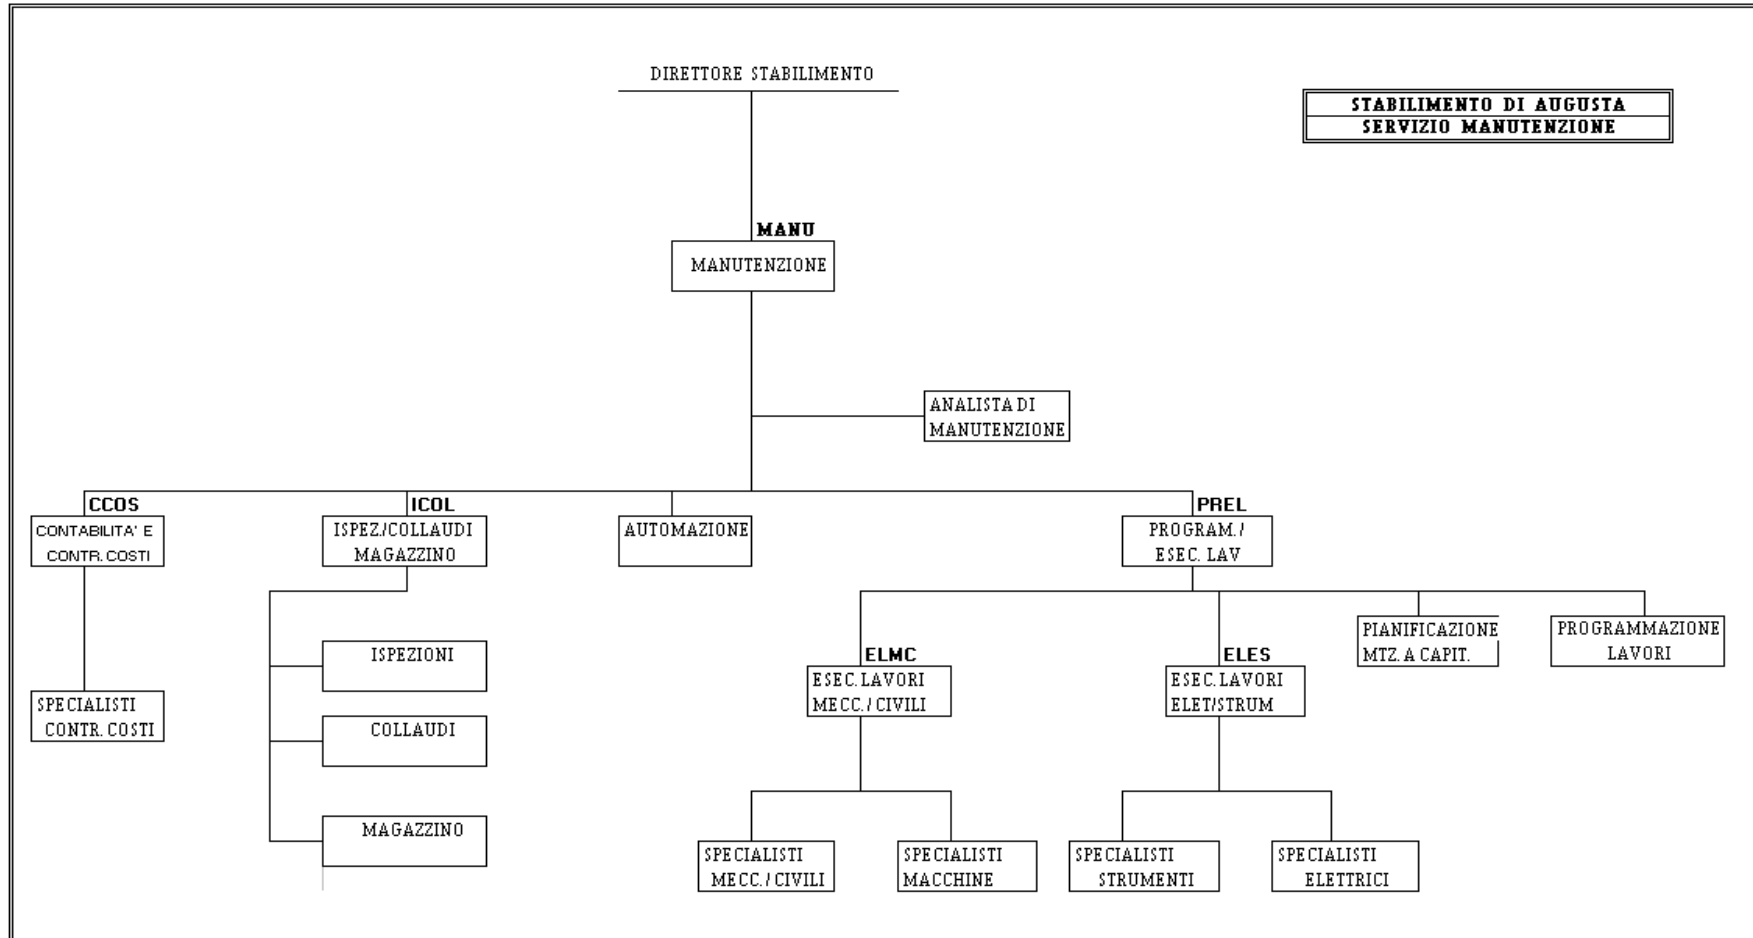 DIRETTORE STABILIMENTO
STABILIMENTO DI AUGUSTA
SERVIZIO MANUTENZIONE
MANU
MANUTENZIONE
ANALISTA DI
MANUTENZIONE
CCOS
CONTABILITA' E
CONTR. COSTI
ICOL
ISPEZ./COLLAUDI
MAGAZZINO
AUTOMAZIONE
PREL
PROGRAM./
ESEC. LAV
SPECIALISTI
CONTR. COSTI
ISPEZIONI
COLLAUDI
MAGAZZINO
ELMC
ESEC. LAVORI
MECC./ CIVILI
ELES
ESEC. LAVORI
ELET/STRUM
PIANIFICAZIONE
MTZ. A CAPIT.
PROGRAMMAZIONE
LAVORI
SPECIALISTI
MECC. / CIVILI
SPECIALISTI
MACCHINE
SPECIALISTI
STRUMENTI
SPECIALISTI
ELETTRICI